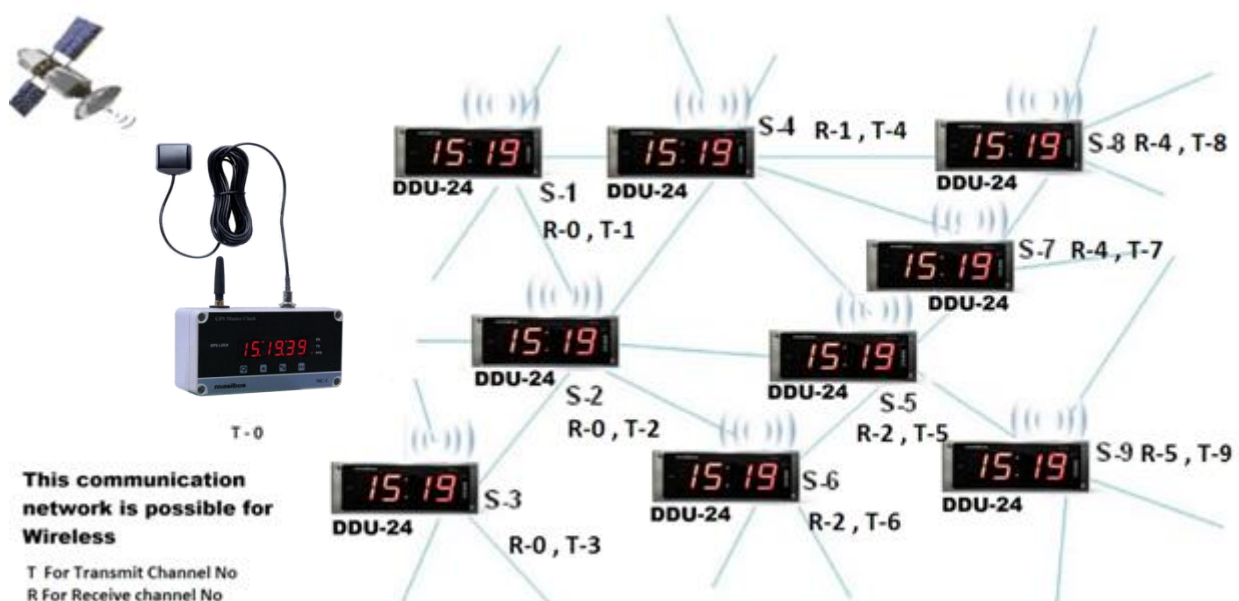 15:19
15:19
S-4 R-1 , T-4
15:19
S-8 R-4 , T-8
DDU-24
DDU-24
DDU-24
S-1
R-0 , T-1
15:19
S-7 R-4 , T-7
DDU-24
GPS Master Clock
15:19:39
masibus
T-0
15:19
DDU-24
S-2
R-0 , T-2
15:19
DDU-24
S-5
R-2 , T-5
15:19
S-3
DDU-24
R-0 , T-3
15:19
S-6
DDU-24
R-2 , T-6
15:19
S-9 R-5 , T-9
DDU-24
This communication
network is possible for
Wireless
T For Transmit Channel No
R For Receive channel No